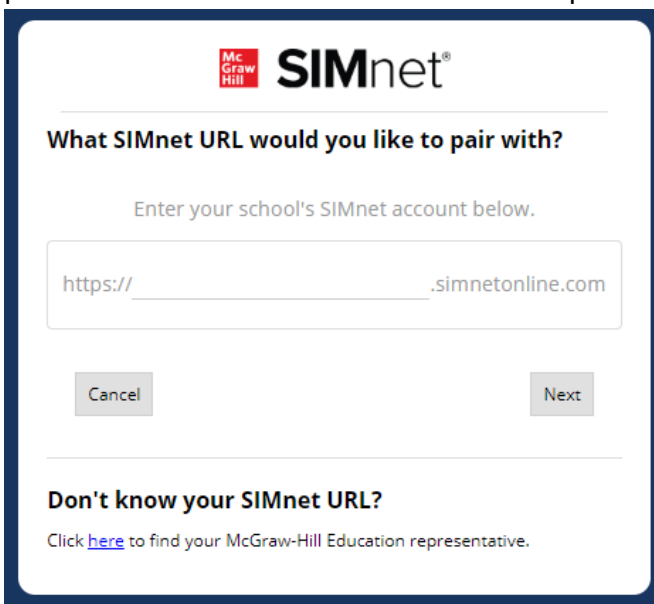 Mc
Graw
Hill
SIMnet®
What SIMnet URL would you like to pair with?
Enter your school's SIMnet account below.
https://____________________.simnetonline.com
Cancel
Next
Don't know your SIMnet URL?
Click here to find your McGraw-Hill Education representative.